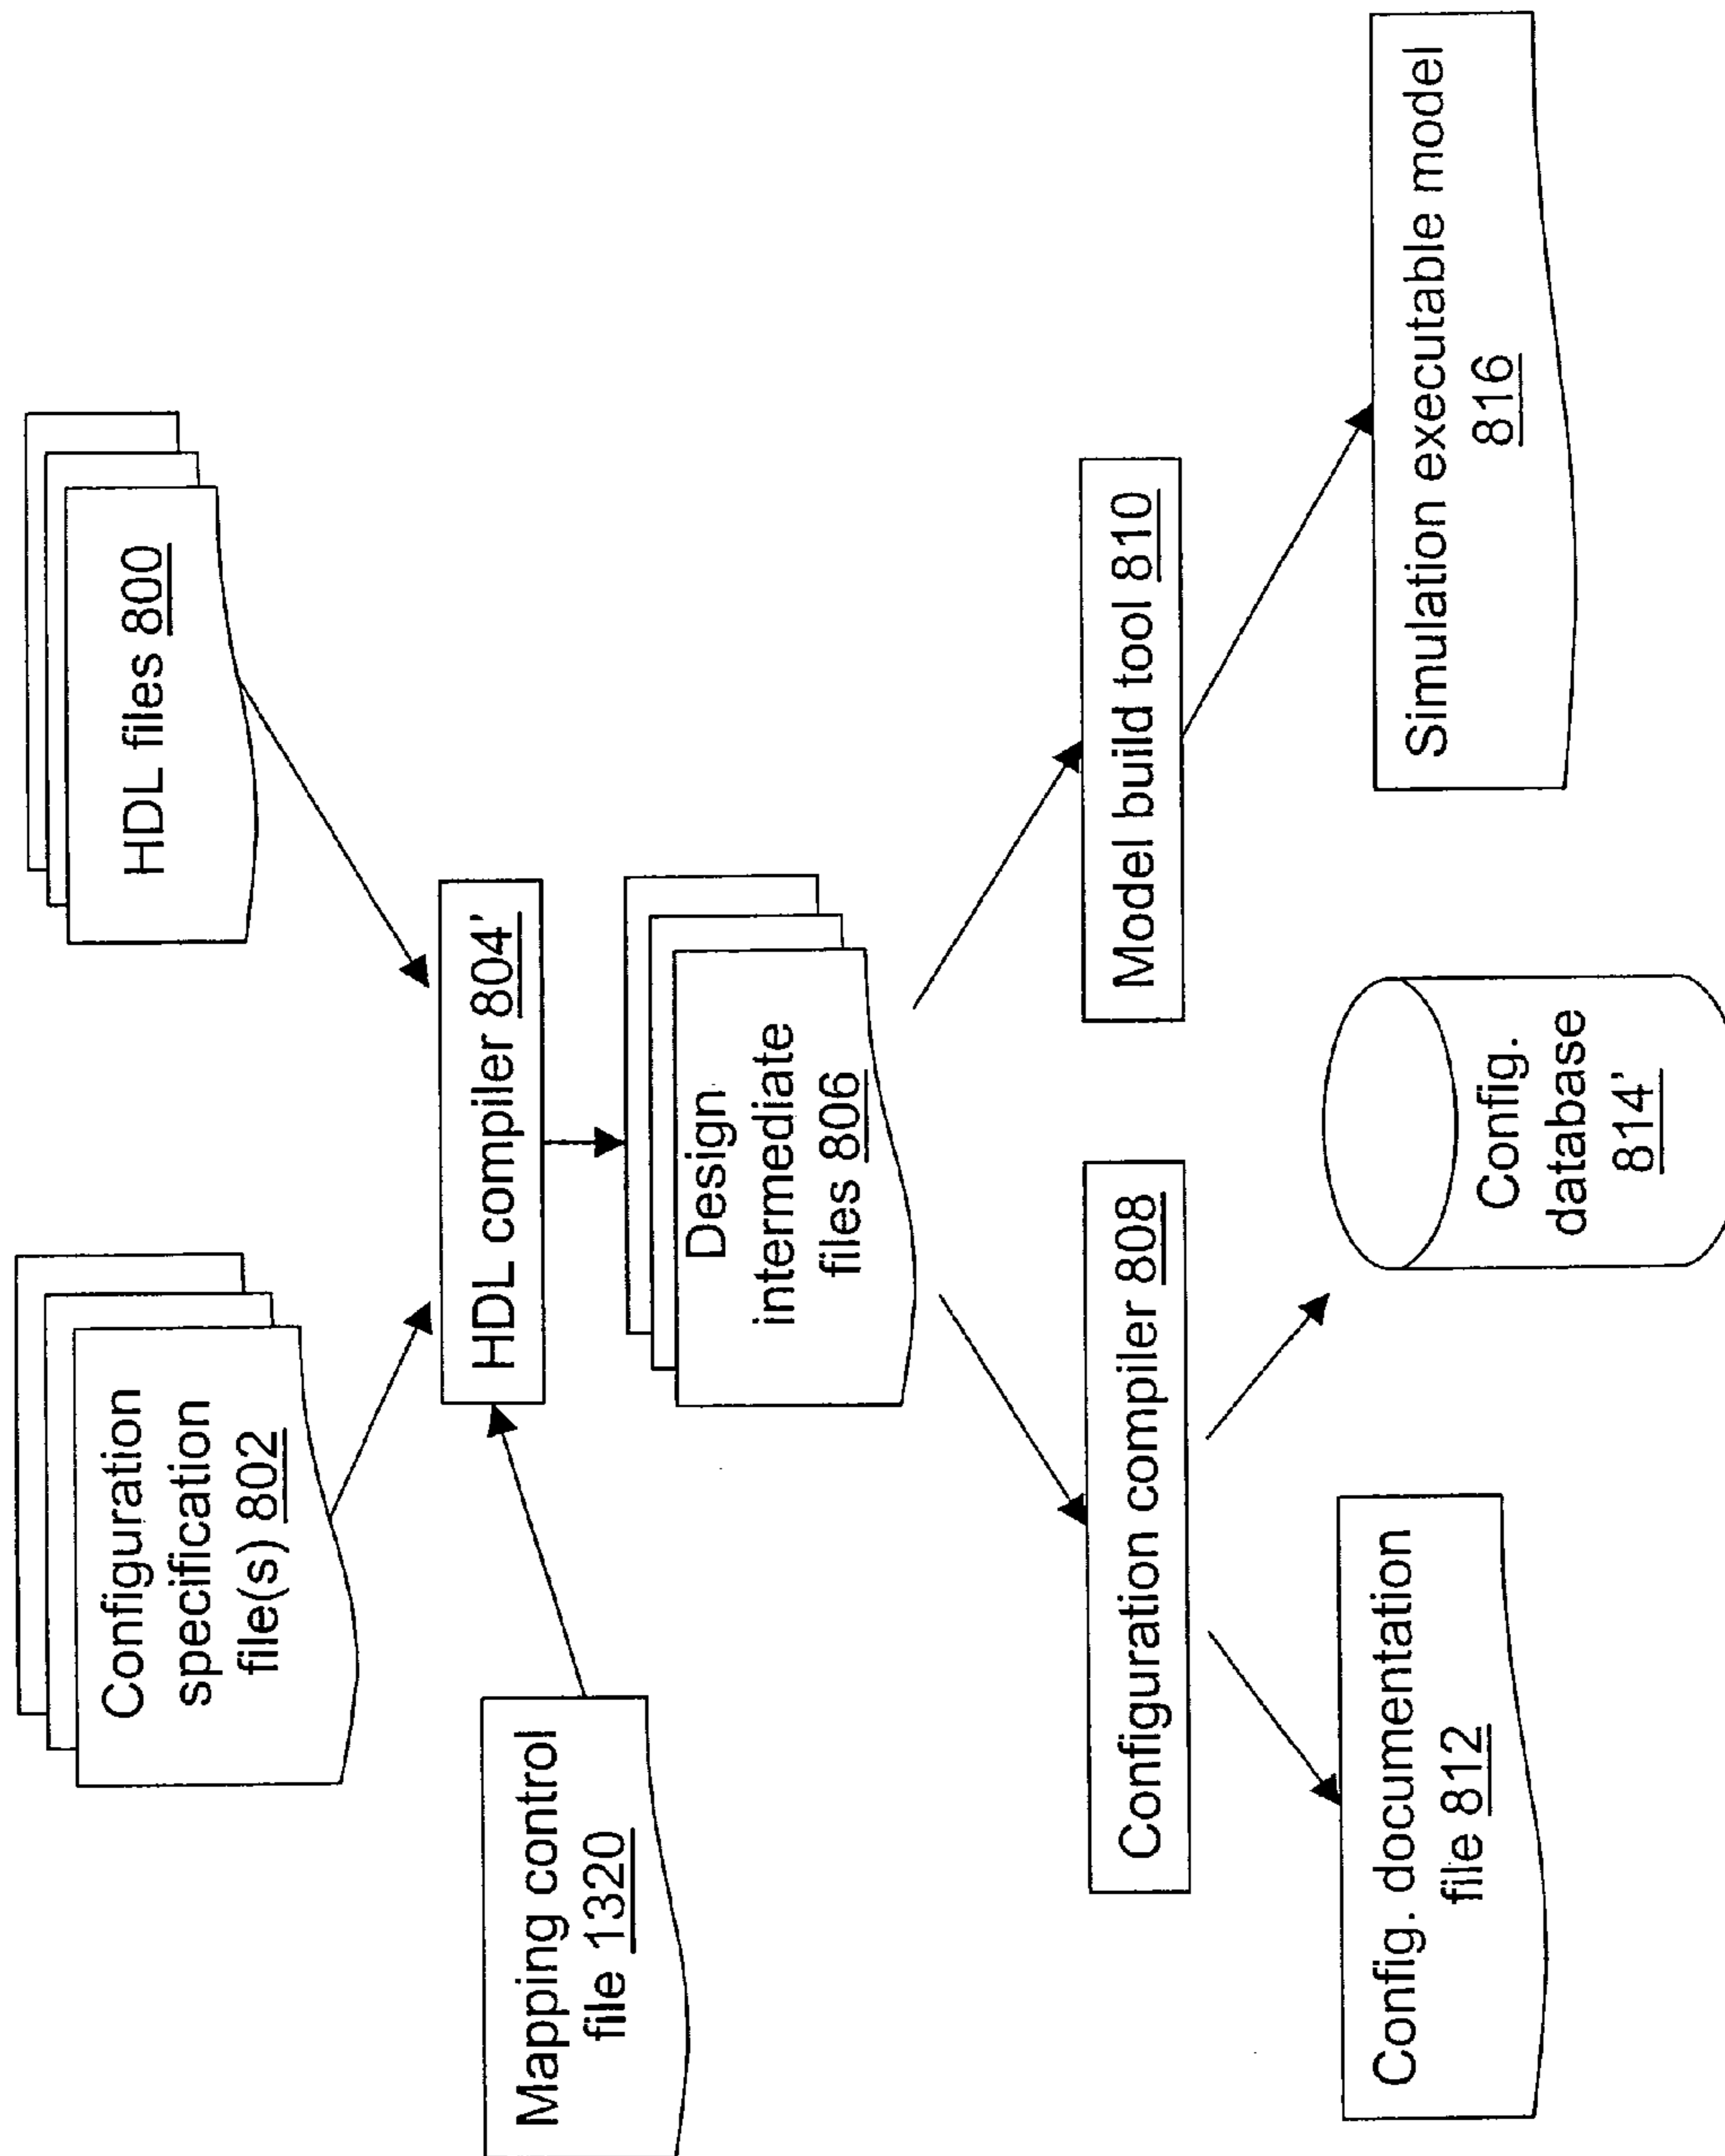 Configuration
specification
file(s) 802
HDL files 800
Mapping control
file 1320
HDL compiler 804'
Design
intermediate
files 806
Configuration compiler 808
Model build tool 810
Config. documentation
file 812
Config.
database
814'
Simulation executable model
816